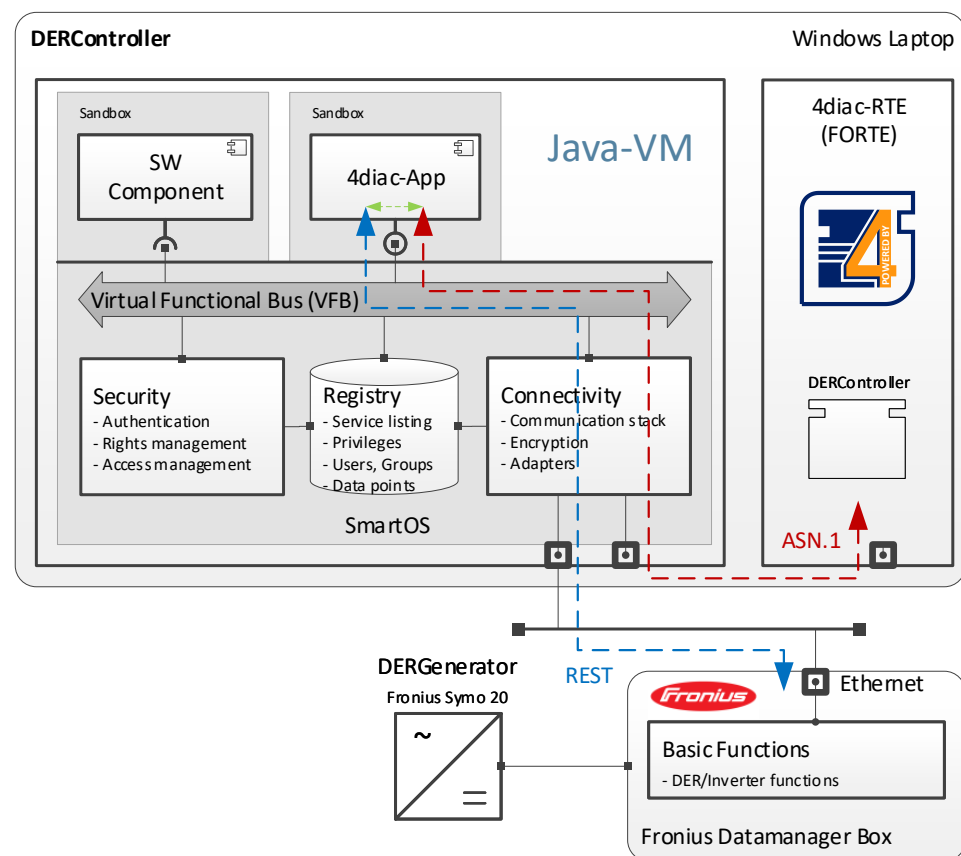 DERController
Windows Laptop
Sandbox
SW
Component
Sandbox
4diac-App
Java-VM
4diac-RTE
(FORTE)
4
POWERED BY
Virtual Functional Bus (VFB)
Security
- Authentication
- Rights management
- Access management
Registry
- Service listing
- Privileges
- Users, Groups
- Data points
Connectivity
- Communication stack
- Encryption
- Adapters
DERController
SmartOS
ASN.1
REST
DERGenerator
Fronius Symo 20
~
=
Fronius
Ethernet
Basic Functions
- DER/Inverter functions
Fronius Datamanager Box